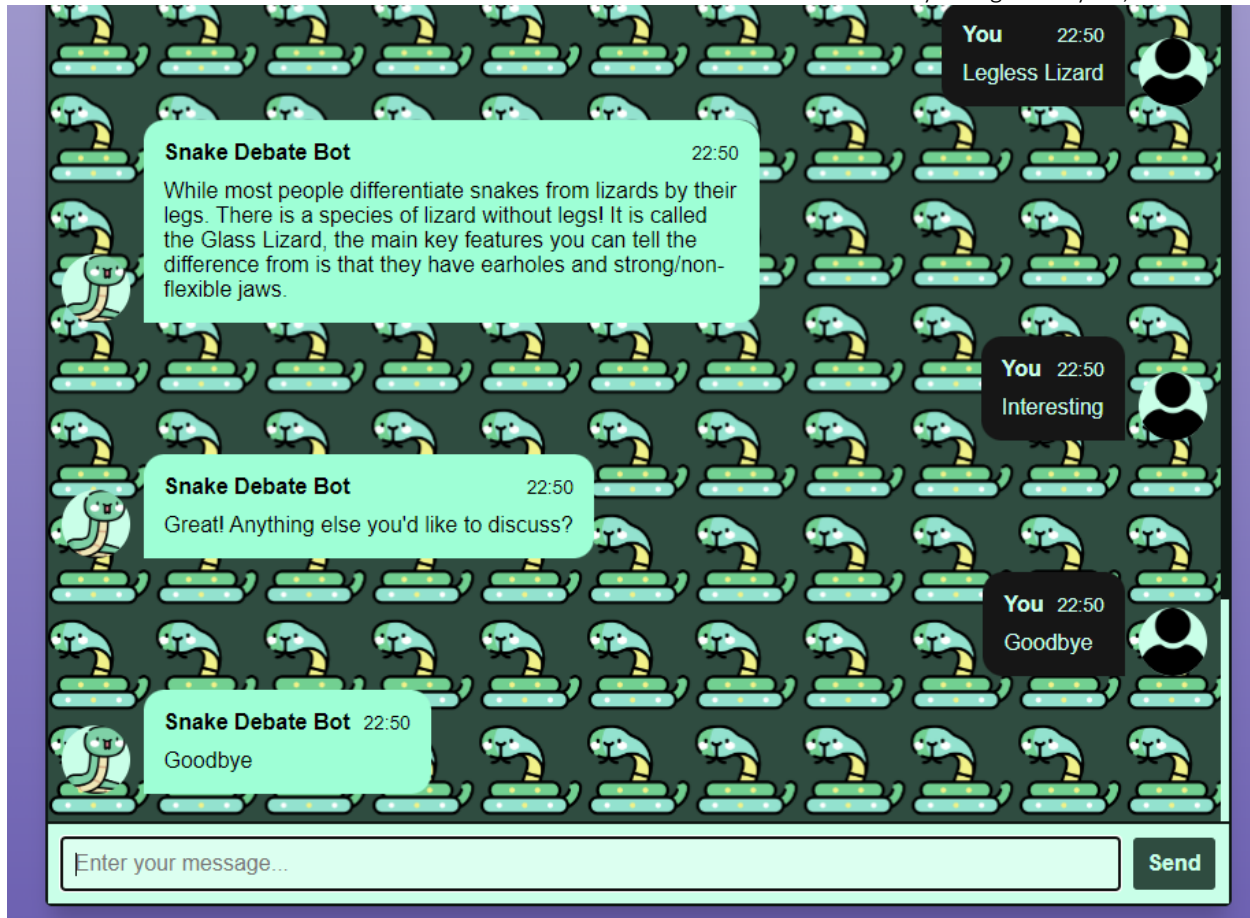 You 22:50
Legless Lizard
Snake Debate Bot 22:50
While most people differentiate snakes from lizards by their
legs. There is a species of lizard without legs! It is called
the Glass Lizard, the main key features you can tell the
difference from is that they have earholes and strong/non-
flexible jaws.
You 22:50
Interesting
Snake Debate Bot 22:50
Great! Anything else you'd like to discuss?
You 22:50
Goodbye
Snake Debate Bot 22:50
Goodbye
Enter your message...
Send